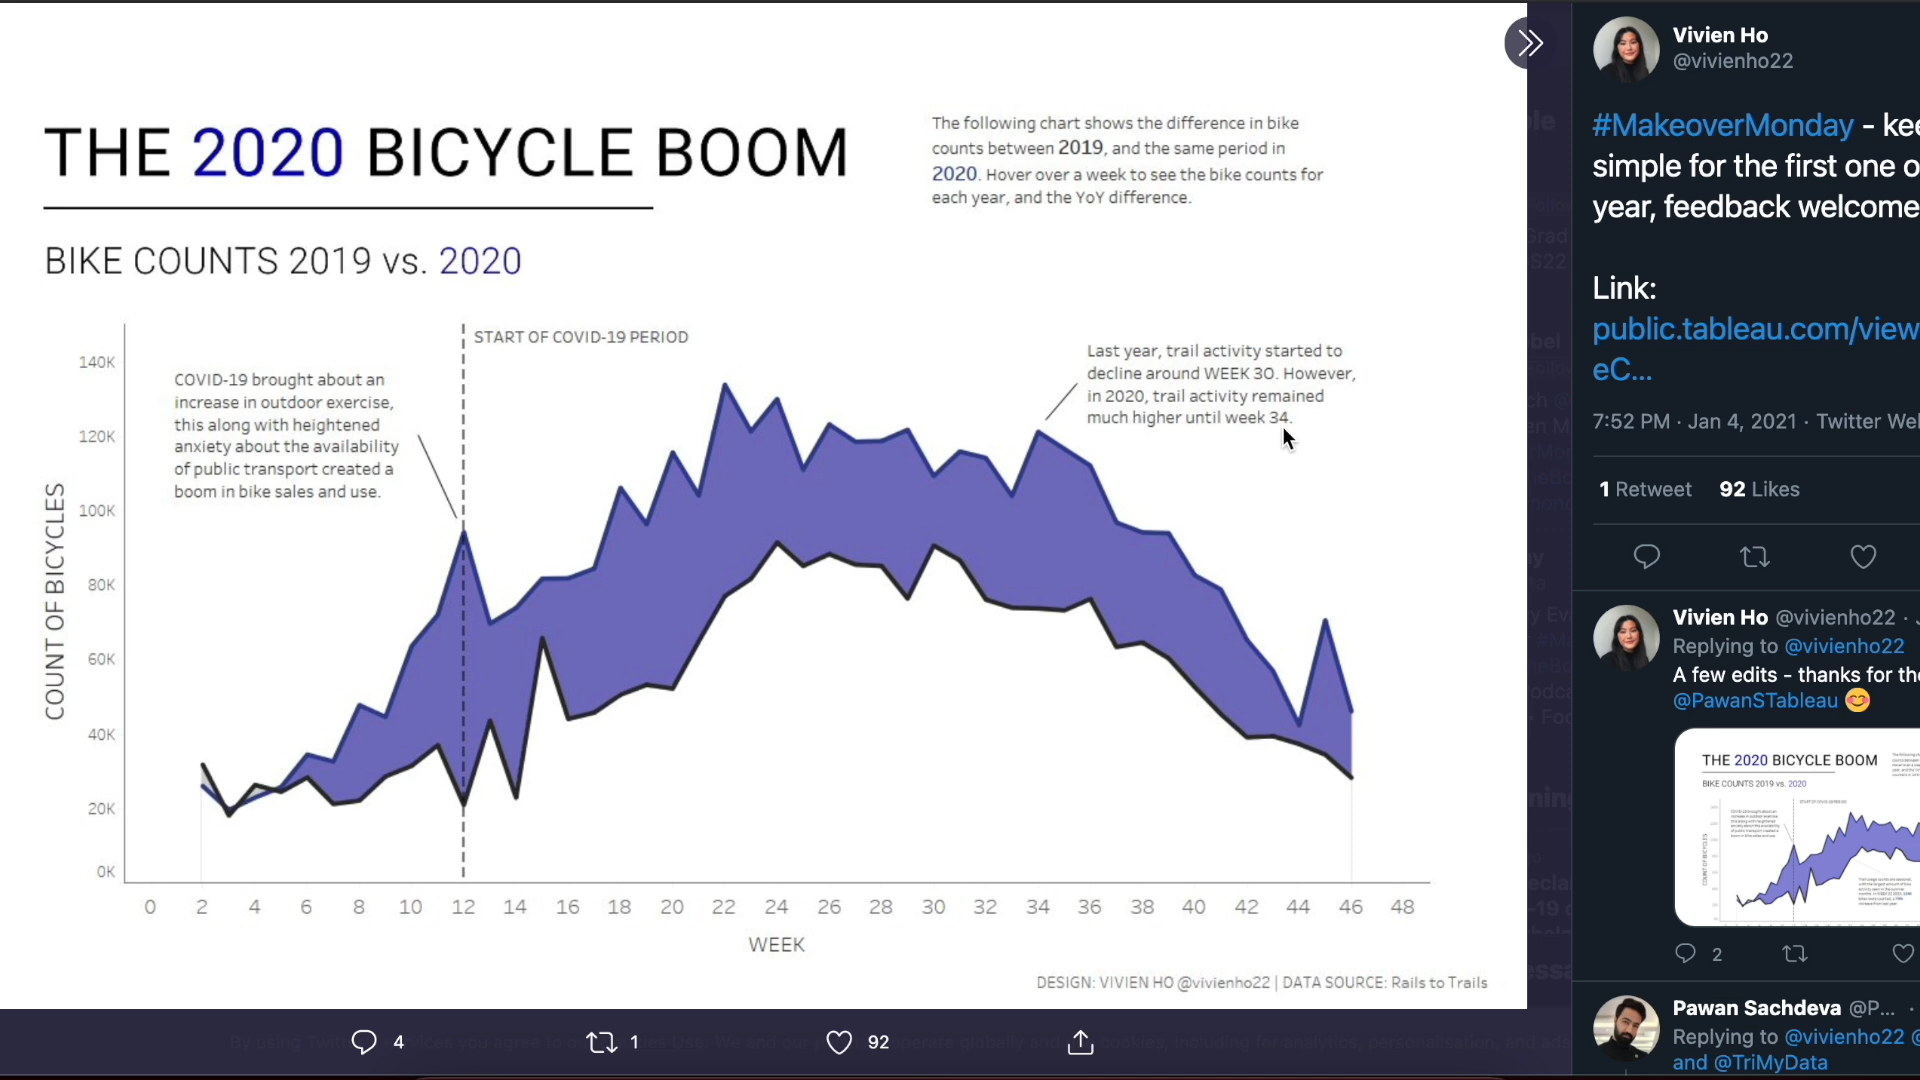 THE 2020 BICYCLE BOOM
The following chart shows the difference in bike
counts between 2019, and the same period in
2020. Hover over a week to see the bike counts for
each year, and the YoY difference.
BIKE COUNTS 2019 vs. 2020
START OF COVID-19 PERIOD
COVID-19 brought about an
increase in outdoor exercise,
this along with heightened
anxiety about the availability
of public transport created a
boom in bike sales and use.
Last year, trail activity started to
decline around WEEK 30. However,
in 2020, trail activity remained
much higher until week 34.
COUNT OF BICYCLES
140K
120K
100K
80K
60K
40K
20K
0K
0 2 4 6 8 10 12 14 16 18 20 22 24 26 28 30 32 34 36 38 40 42 44 46 48
WEEK
DESIGN: VIVIEN HO @vivienho22 | DATA SOURCE: Rails to Trails
4 1 92
Vivien Ho
@vivienho22
#MakeoverMonday - kee
simple for the first one o
year, feedback welcome
Link:
public.tableau.com/view
eC...
7:52 PM · Jan 4, 2021 · Twitter We
1 Retweet 92 Likes
Vivien Ho @vivienho22 ·
Replying to @vivienho22
A few edits - thanks for the
@PawanSTableau 😊
THE 2020 BICYCLE BOOM
BIKE COUNTS 2019 vs. 2020
2
Pawan Sachdeva @P... ·
Replying to @vivienho22 @
and @TriMyData